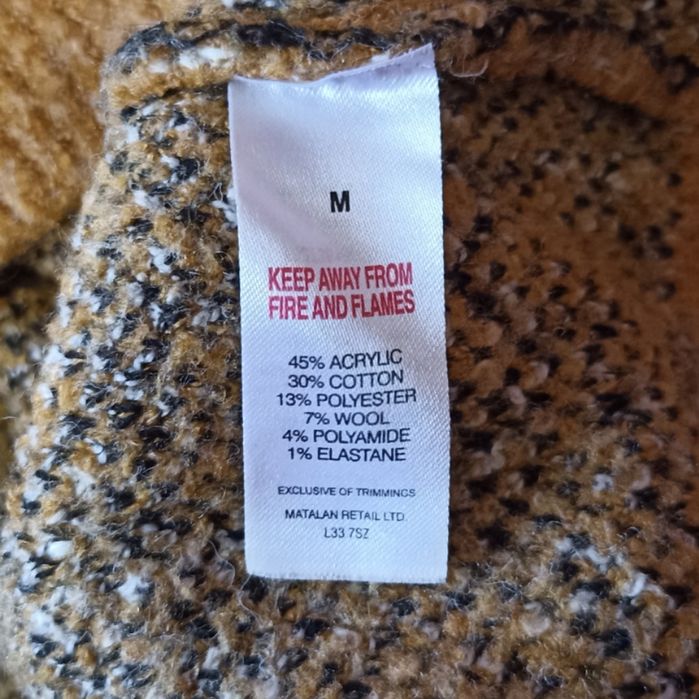 M
KEEP AWAY FROM
FIRE AND FLAMES
45% ACRYLIC
30% COTTON
13% POLYESTER
7% WOOL
4% POLYAMIDE
1% ELASTANE
EXCLUSIVE OF TRIMMINGS
MATALAN RETAIL LTD.
L33 7SZ